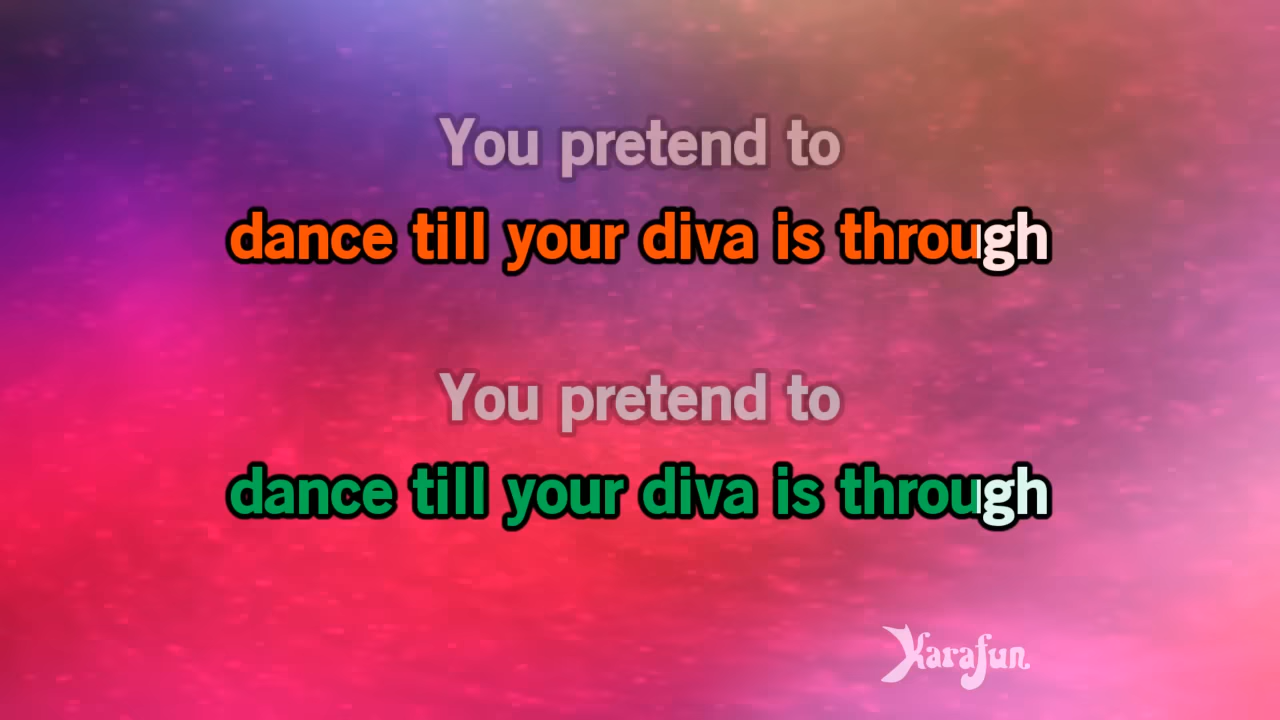 You pretend to
dance till your diva is through
You pretend to
dance till your diva is through
Karafun